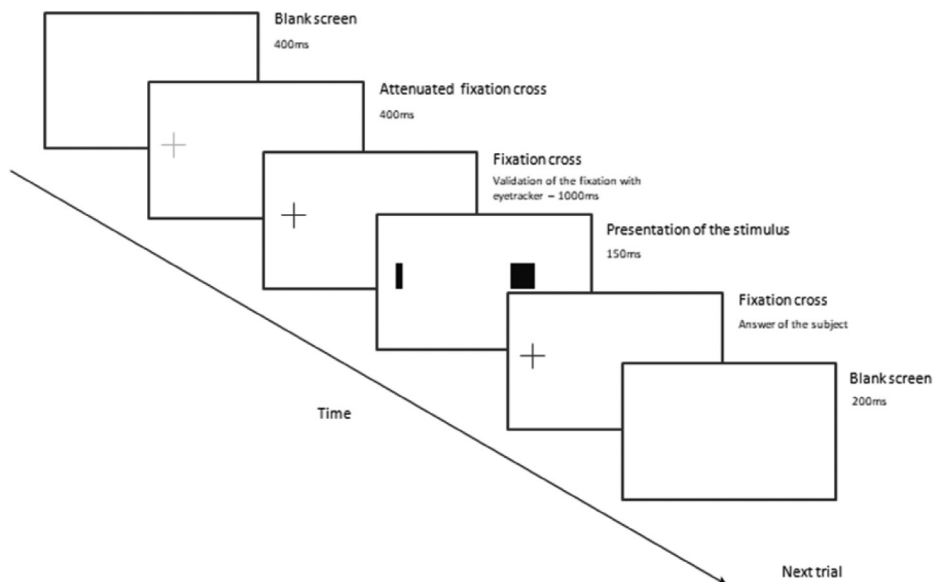 Blank screen
400ms
Attenuated fixation cross
400ms
Fixation cross
Validation of the fixation with
eyetracker – 1000ms
Presentation of the stimulus
150ms
Fixation cross
Answer of the subject
Blank screen
200ms
Time
Next trial